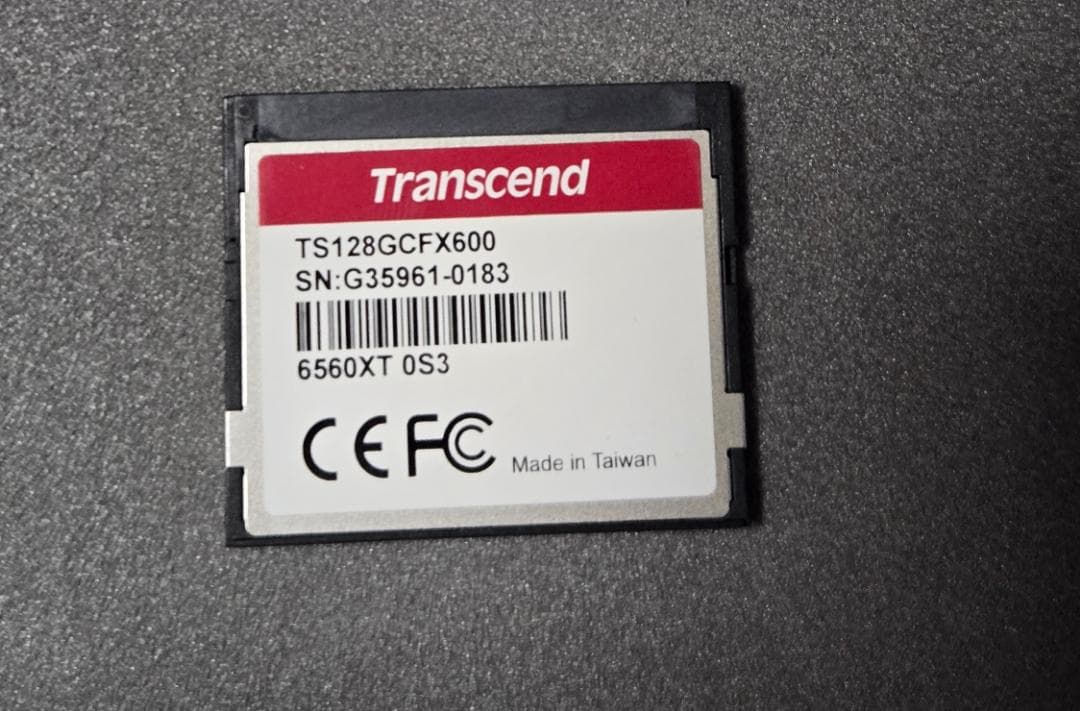 Transcend
TS128GCFX600
SN:G35961-0183
6560XT 0S3
CE FC Made in Taiwan